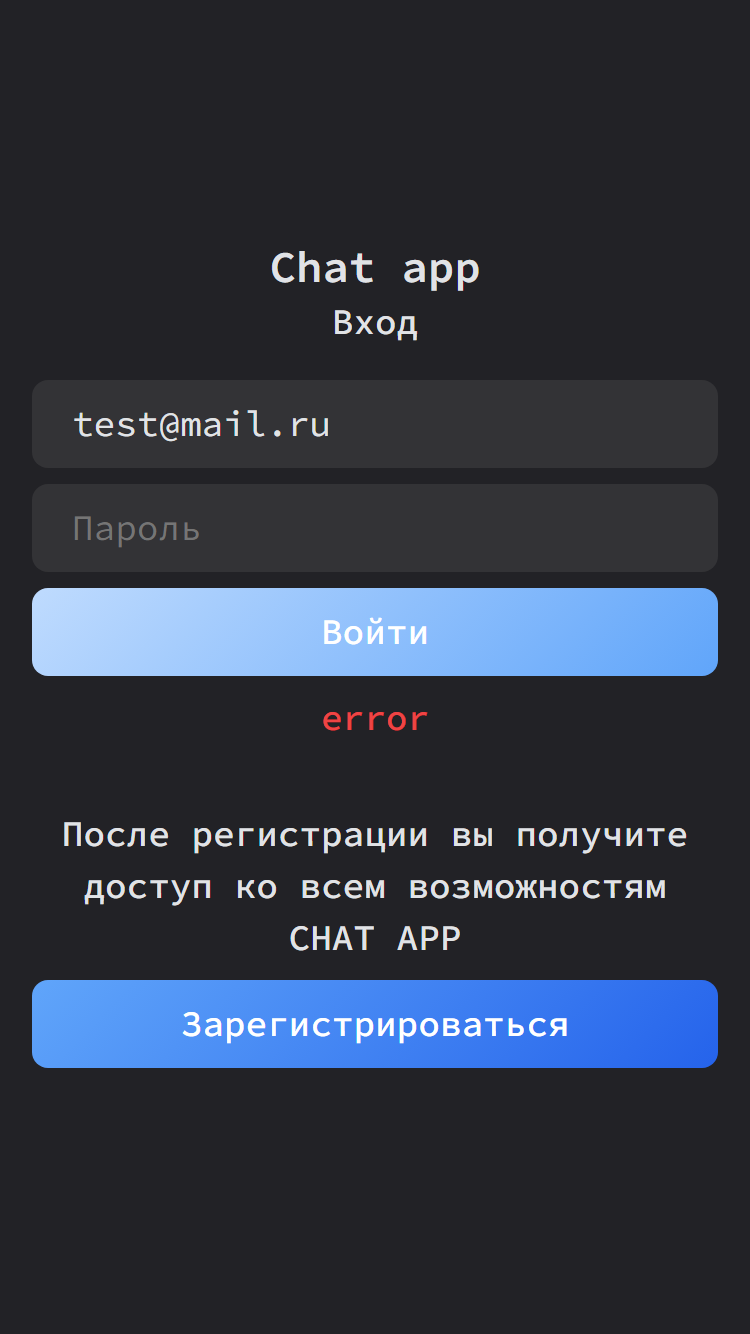 Chat app
Вход
test@mail.ru
Пароль
Войти
error
После регистрации вы получите
доступ ко всем возможностям
CHAT APP
Зарегистрироваться